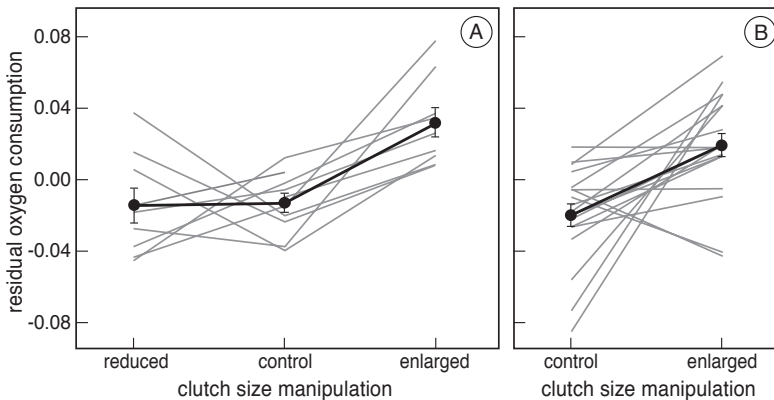 residual oxygen consumption
0.08
0.04
0.00
-0.04
-0.08
A
reduced control enlarged
clutch size manipulation
B
control enlarged
clutch size manipulation